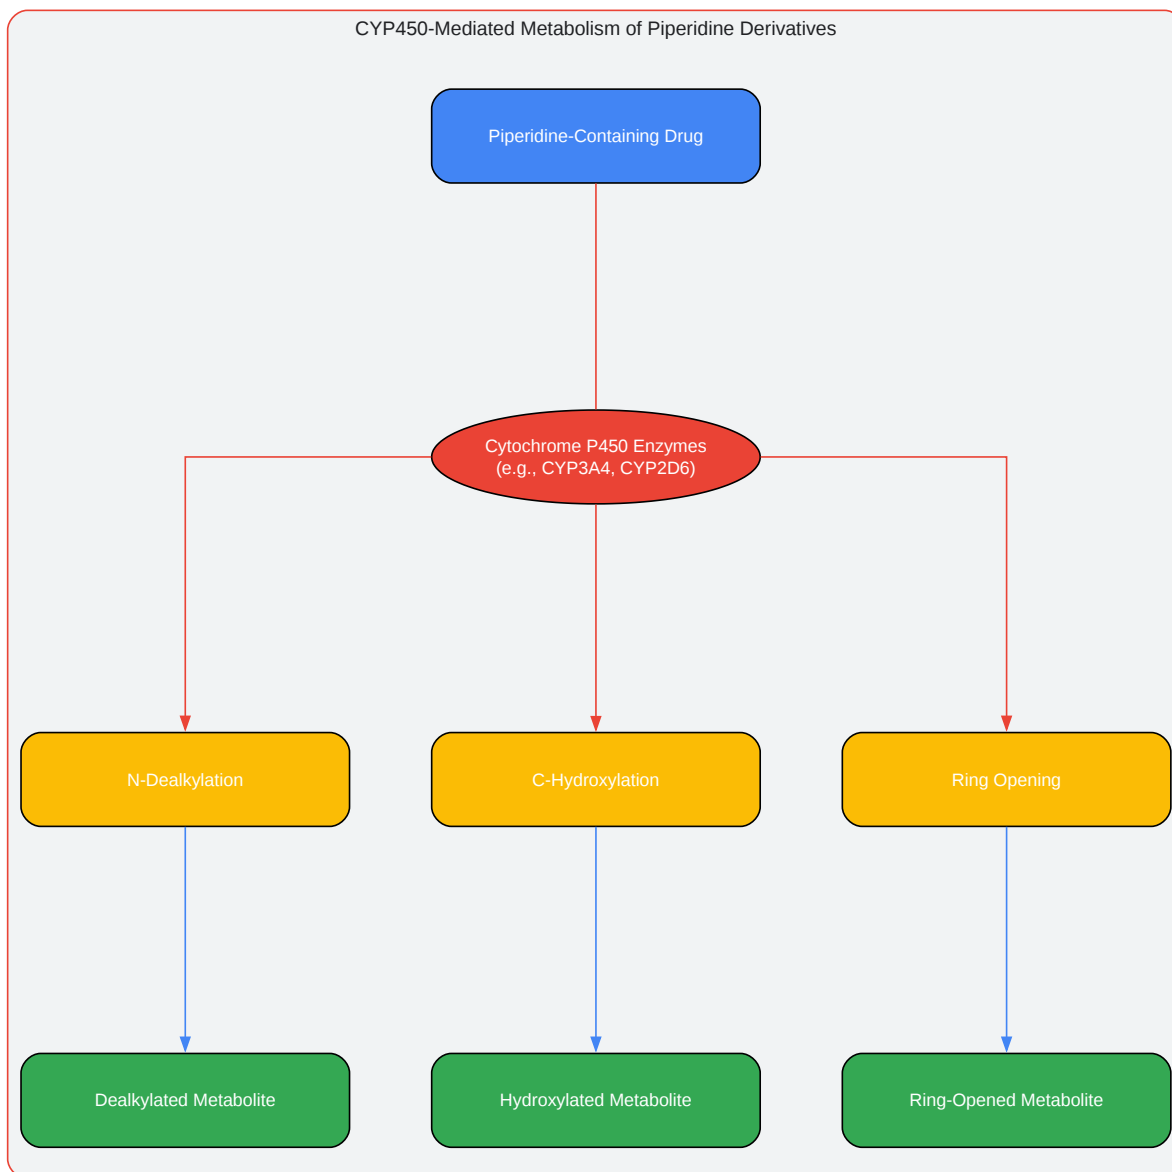 CYP450-Mediated Metabolism of Piperidine Derivatives
Piperidine-Containing Drug
Cytochrome P450 Enzymes
(e.g., CYP3A4, CYP2D6)
N-Dealkylation
C-Hydroxylation
Ring Opening
Dealkylated Metabolite
Hydroxylated Metabolite
Ring-Opened Metabolite